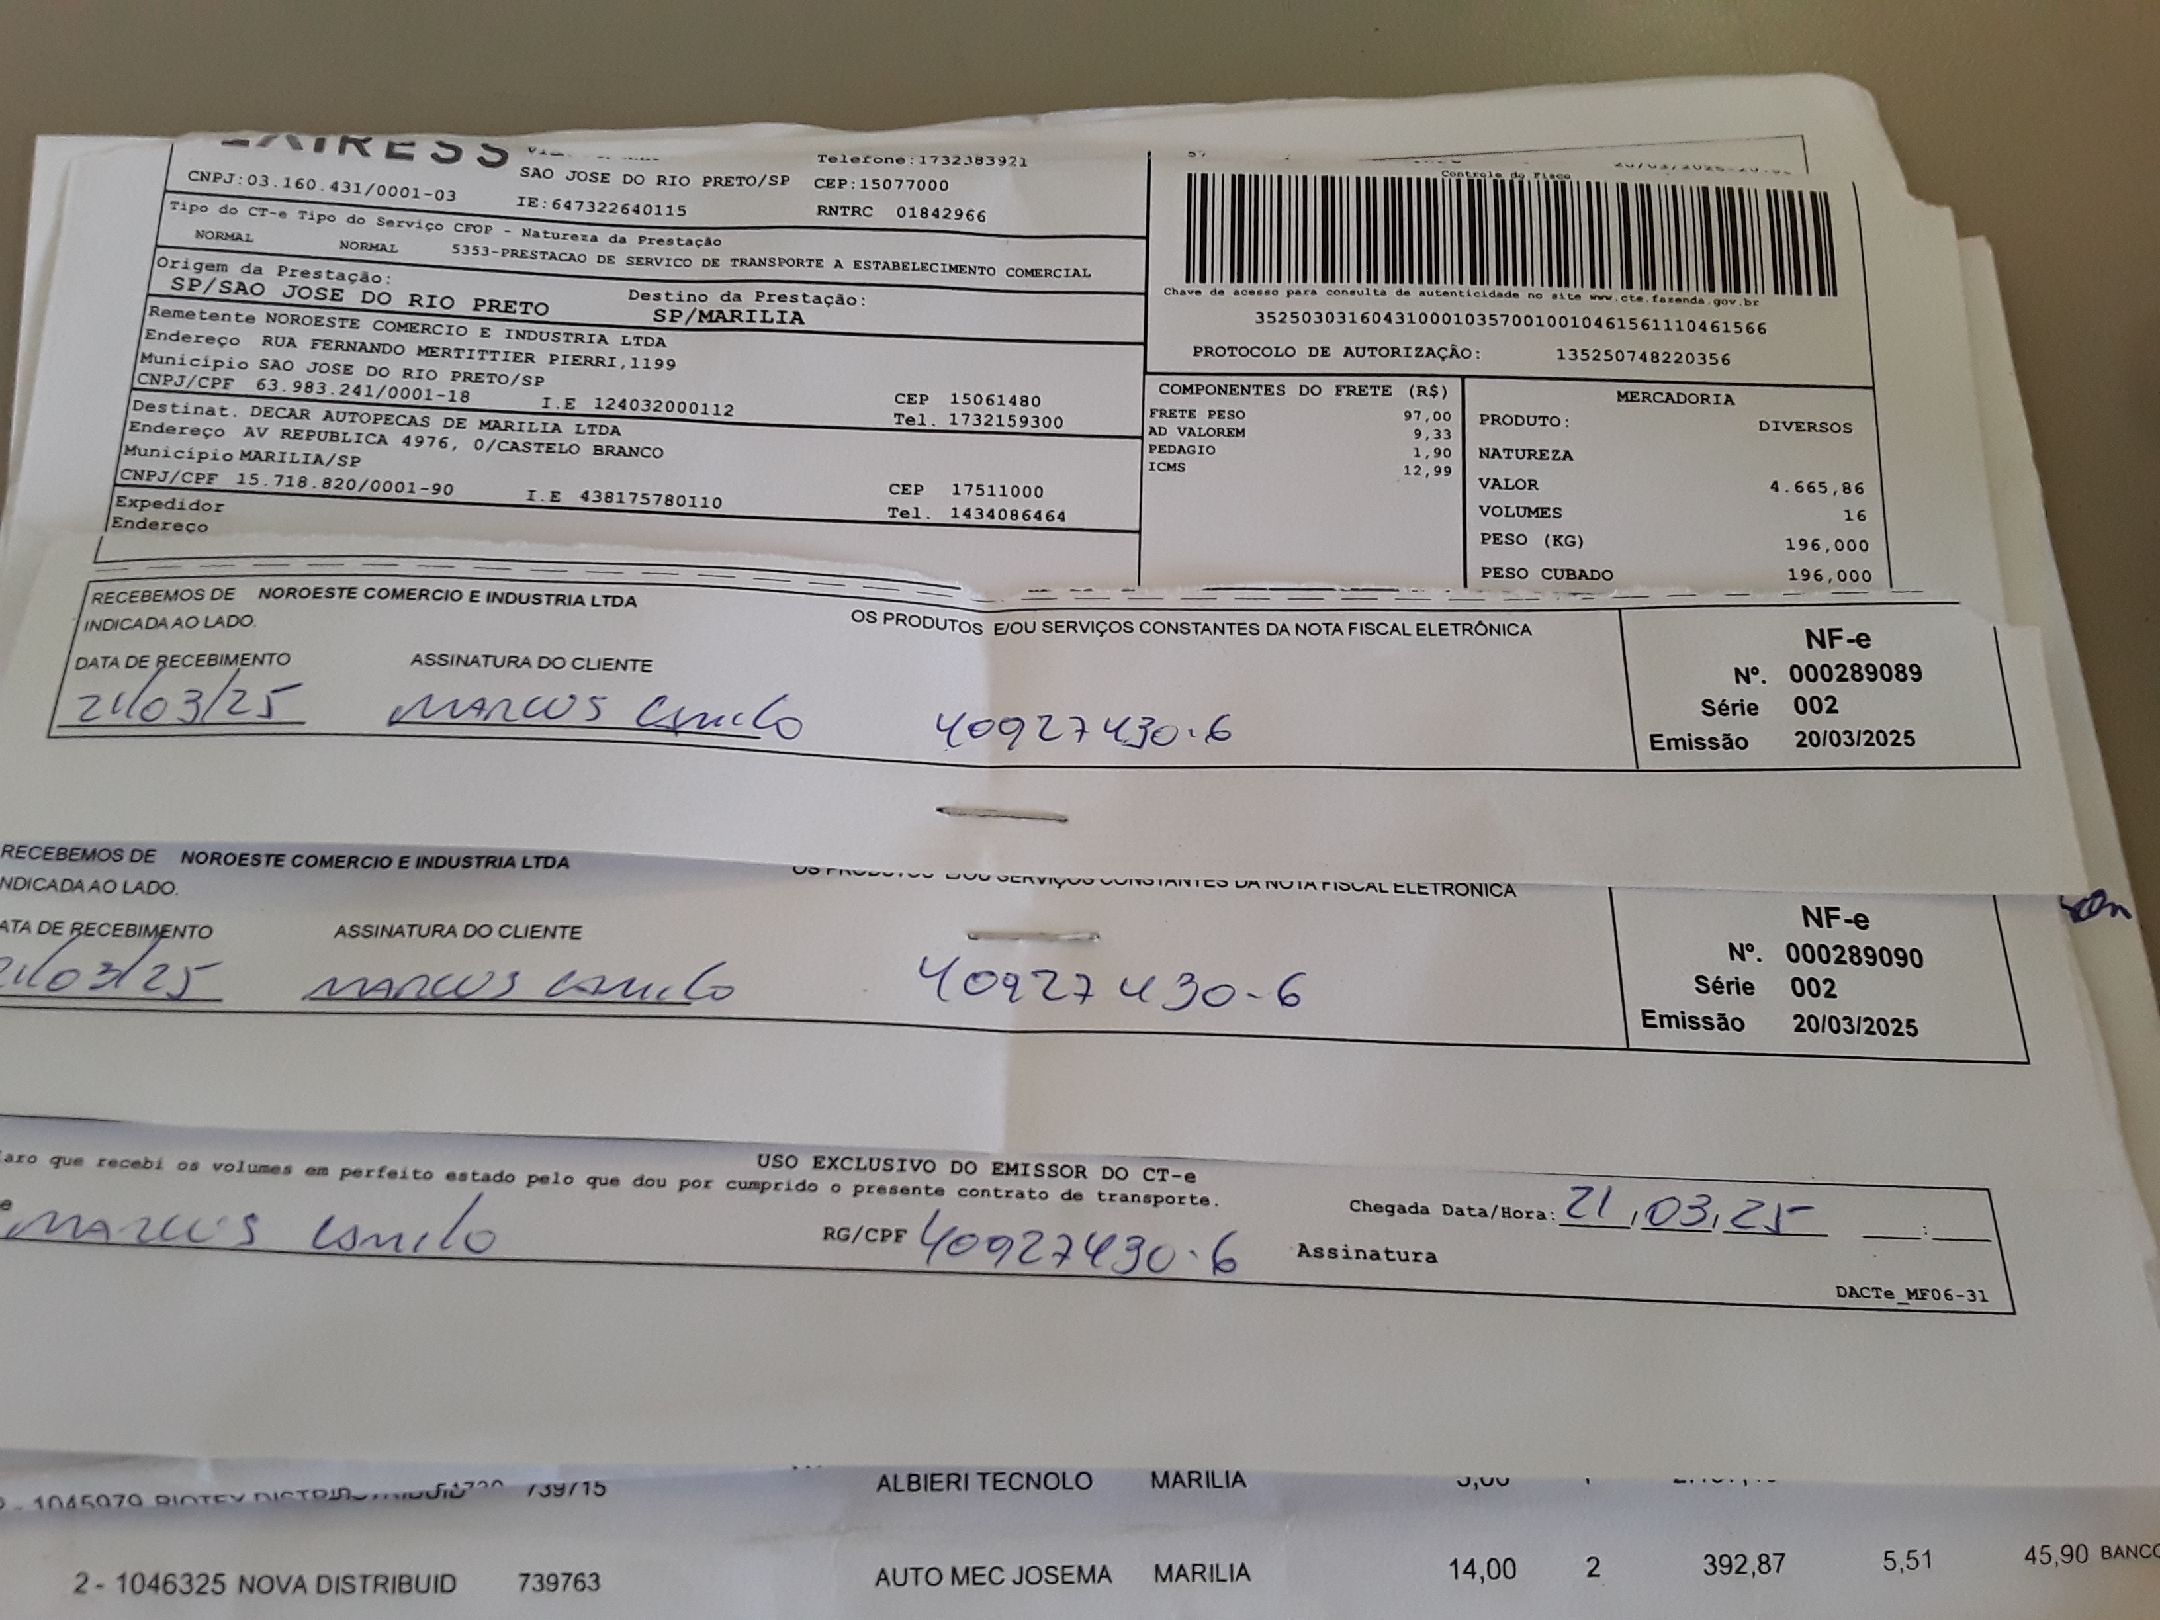 Telefone:1732383921
SAO JOSE DO RIO PRETO/SP CEP:15077000
CNPJ:03.160.431/0001-03 IE:647322640115 RNTRC 01842966
Tipo do CT-e Tipo do Serviço CFOP - Natureza da Prestação
NORMAL NORMAL 5353-PRESTACAO DE SERVICO DE TRANSPORTE A ESTABELECIMENTO COMERCIAL
Origem da Prestação: Destino da Prestação:
SP/SAO JOSE DO RIO PRETO SP/MARILIA
Remetente NOROESTE COMERCIO E INDUSTRIA LTDA
Endereço RUA FERNANDO MERTITTIER PIERRI,1199
Município SAO JOSE DO RIO PRETO/SP CEP 15061480
CNPJ/CPF 63.983.241/0001-18 I.E 124032000112 Tel. 1732159300
Destinat. DECAR AUTOPECAS DE MARILIA LTDA
Endereço AV REPUBLICA 4976, 0/CASTELO BRANCO
Município MARILIA/SP CEP 17511000
CNPJ/CPF 15.718.820/0001-90 I.E 438175780110 Tel. 1434086464
Expedidor
Endereço
Controle do Fisco
Chave de acesso para consulta de autenticidade no site www.cte.fazenda.gov.br
35250303160431000103570010010461561110461566
PROTOCOLO DE AUTORIZAÇÃO: 135250748220356
COMPONENTES DO FRETE (R$)
FRETE PESO 97,00
AD VALOREM 9,33
PEDAGIO 1,90
ICMS 12,99
MERCADORIA
PRODUTO: DIVERSOS
NATUREZA
VALOR 4.665,86
VOLUMES 16
PESO (KG) 196,000
PESO CUBADO 196,000
RECEBEMOS DE NOROESTE COMERCIO E INDUSTRIA LTDA OS PRODUTOS E/OU SERVIÇOS CONSTANTES DA NOTA FISCAL ELETRÔNICA
INDICADA AO LADO.
DATA DE RECEBIMENTO ASSINATURA DO CLIENTE
21/03/25 MARCUS Camilo 40927430-6
NF-e
Nº. 000289089
Série 002
Emissão 20/03/2025
RECEBEMOS DE NOROESTE COMERCIO E INDUSTRIA LTDA OS PRODUTOS E/OU SERVIÇOS CONSTANTES DA NOTA FISCAL ELETRÔNICA
NDICADA AO LADO.
ATA DE RECEBIMENTO ASSINATURA DO CLIENTE
21/03/25 MARCUS Camilo 40927430-6
NF-e
Nº. 000289090
Série 002
Emissão 20/03/2025
USO EXCLUSIVO DO EMISSOR DO CT-e
laro que recebi os volumes em perfeito estado pelo que dou por cumprido o presente contrato de transporte.
Chegada Data/Hora: 21,03,25 :
MARCUS Camilo RG/CPF 40927430-6 Assinatura
DACTe_MF06-31
739715 ALBIERI TECNOLO MARILIA
2 - 1046325 NOVA DISTRIBUID 739763 AUTO MEC JOSEMA MARILIA 14,00 2 392,87 5,51 45,90 BANCO